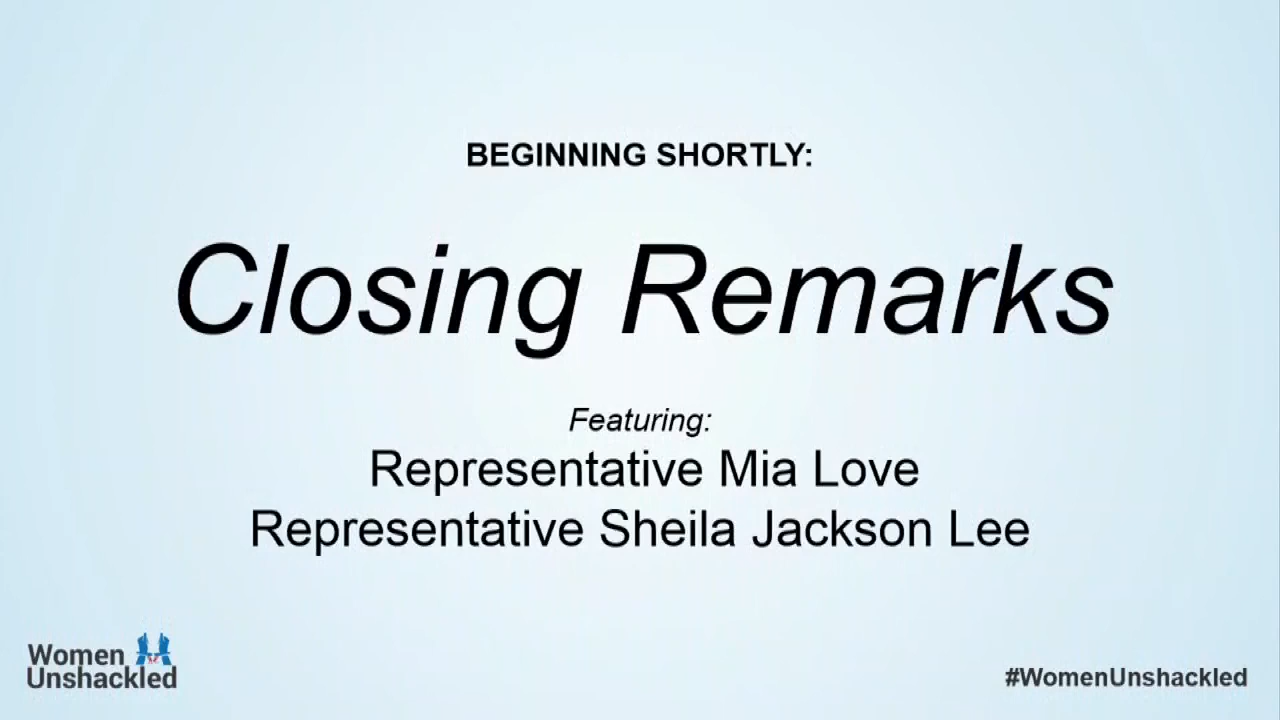 BEGINNING SHORTLY:
Closing Remarks
Featuring:
Representative Mia Love
Representative Sheila Jackson Lee
Women
Unshackled
#WomenUnshackled